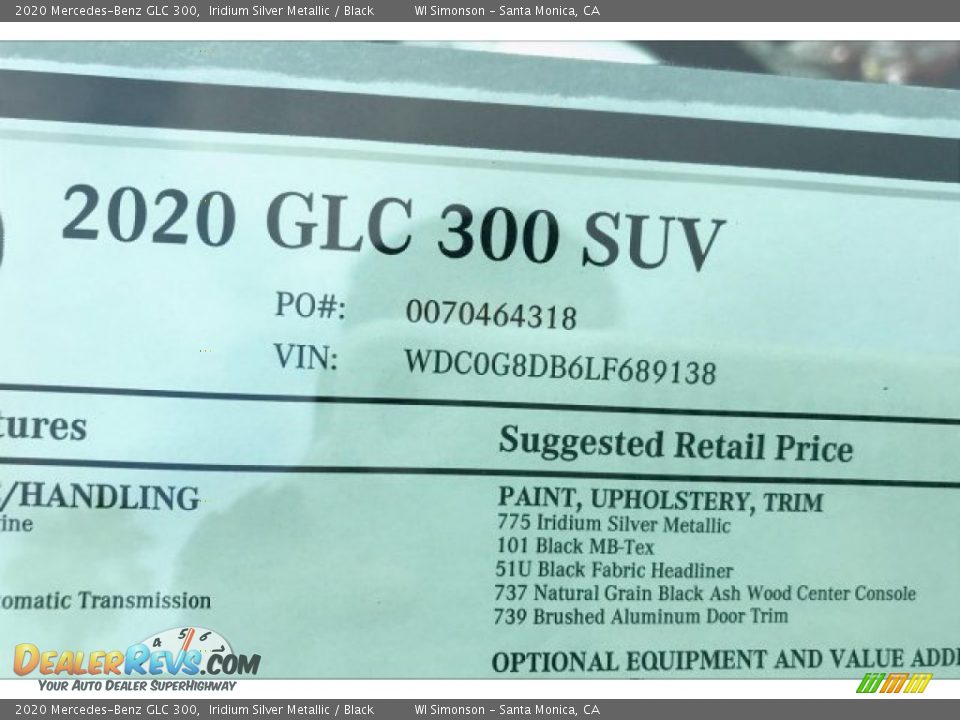 2020 Mercedes-Benz GLC 300, Iridium Silver Metallic / Black WI Simonson - Santa Monica, CA
2020 GLC 300 SUV
PO#: 0070464318
VIN: WDC0G8DB6LF689138
tures
Suggested Retail Price
/HANDLING
ine
omatic Transmission
PAINT, UPHOLSTERY, TRIM
775 Iridium Silver Metallic
101 Black MB-Tex
51U Black Fabric Headliner
737 Natural Grain Black Ash Wood Center Console
739 Brushed Aluminum Door Trim
OPTIONAL EQUIPMENT AND VALUE ADD
4 5 6 7
DEALERREVS.COM
YOUR AUTO DEALER SUPERHIGHWAY
2020 Mercedes-Benz GLC 300, Iridium Silver Metallic / Black WI Simonson - Santa Monica, CA